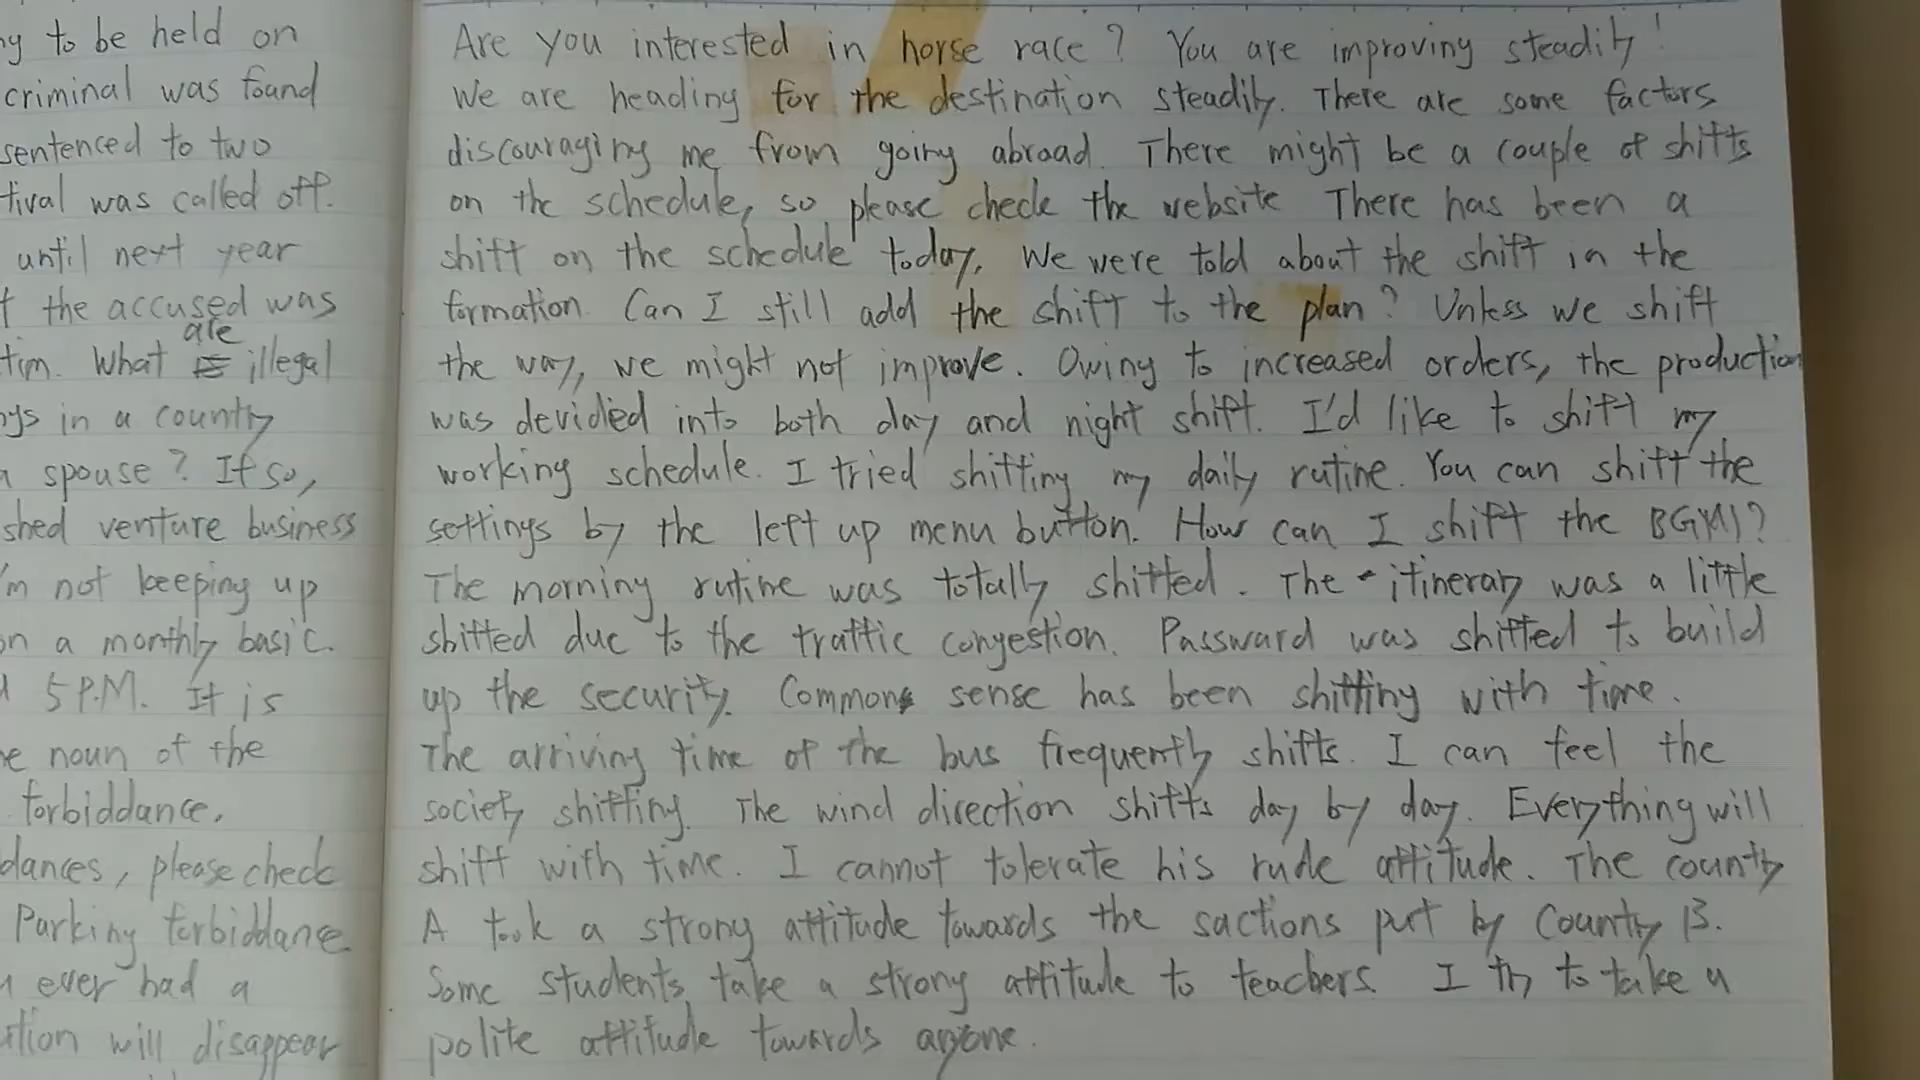 ny to be held on
criminal was found
sentenced to two
tival was called off.
until next year
t the accused was
are
tim. What illegal
ys in a county
a spouse? If so,
shed venture business
'm not keeping up
on a monthly basic.
5 P.M. It is
e noun of the
forbiddance.
dances, please check
Parking forbiddance
ever had a
ation will disappear
Are you interested in horse race? You are improving steadily!
We are heading for the destination steadily. There are some factors
discouraging me from going abroad. There might be a couple of shifts
on the schedule, so please check the website There has been a
shift on the schedule today. We were told about the shift in the
formation. Can I still add the shift to the plan? Unless we shift
the way, we might not improve. Owing to increased orders, the production
was devided into both day and night shift. I'd like to shift my
working schedule. I tried shifting my daily rutine. You can shift the
settings by the left up menu button. How can I shift the BGM?
The morning rutine was totally shifted. The itinerary was a little
shifted due to the traffic congestion. Passward was shifted to build
up the security. Common sense has been shifting with time.
The arriving time of the bus frequently shifts. I can feel the
society shifting. The wind direction shifts day by day. Everything will
shift with time. I cannot tolerate his rude attitude. The county
A took a strong attitude towards the sactions put by County B.
Some students take a strong attitude to teachers. I try to take a
polite attitude towards anyone.